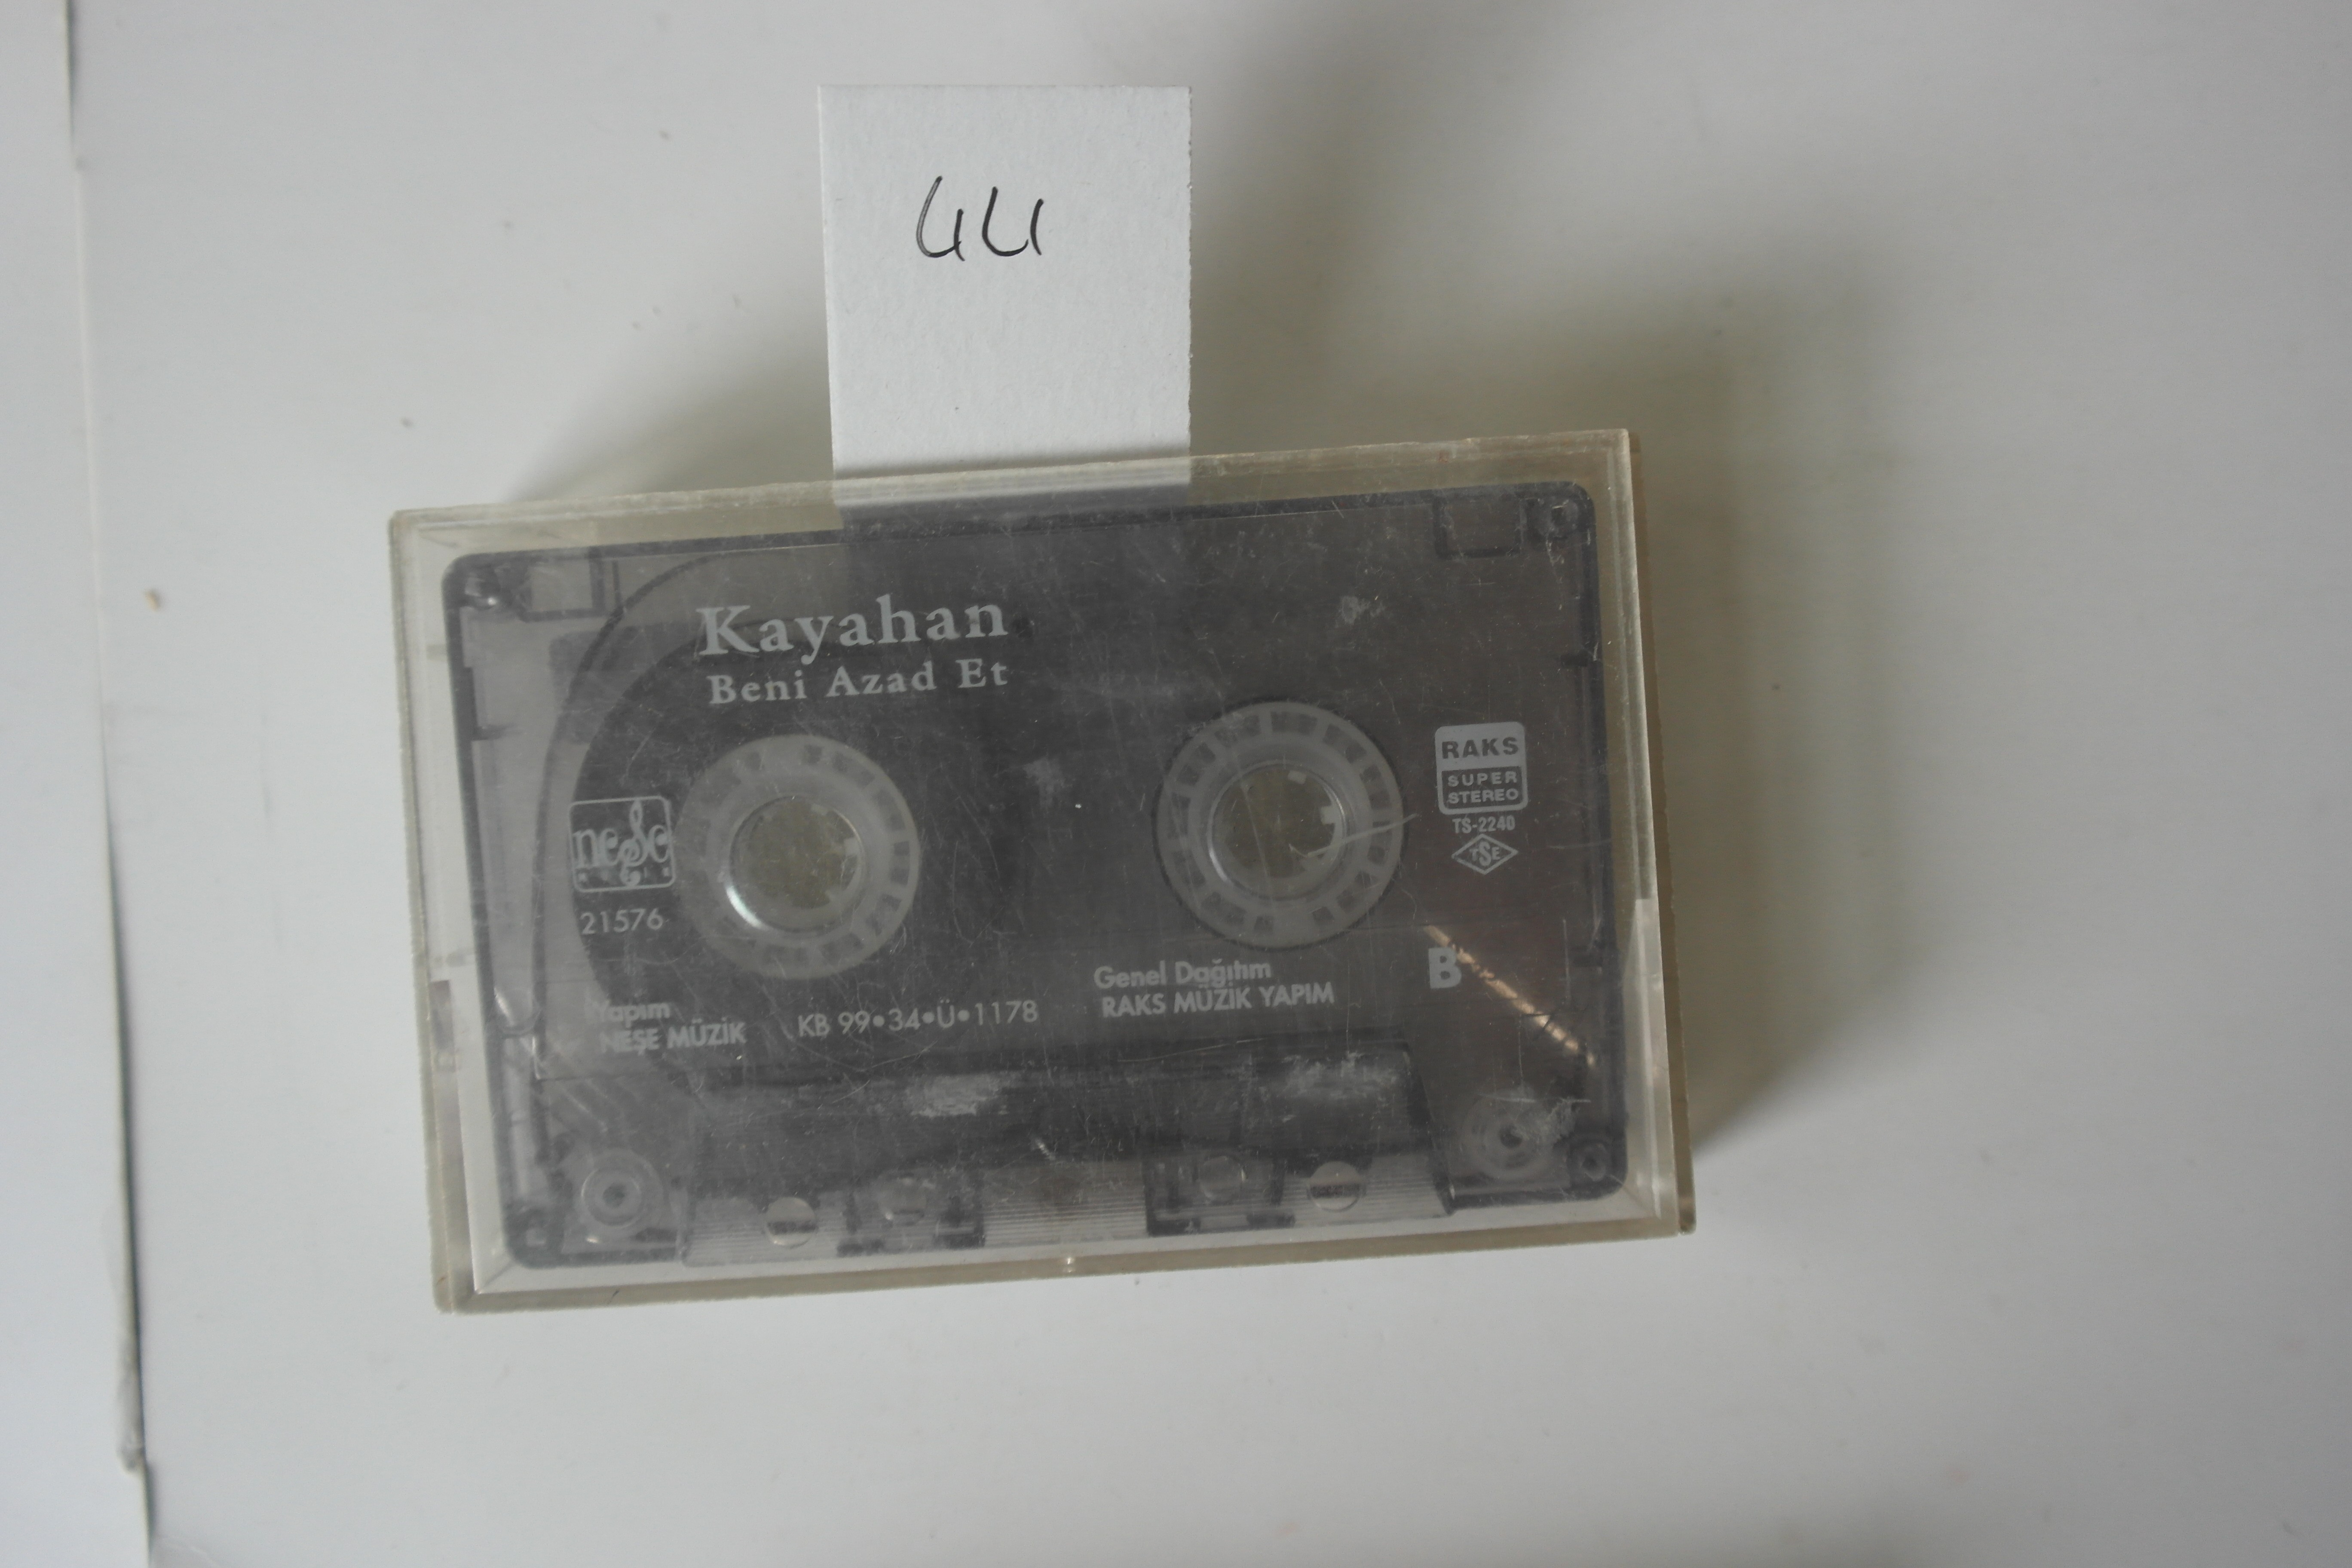 44
Kayahan
Beni Azad Et
RAKS
SUPER
STEREO
TS-2240
TSE
neşe
21576
B
Yapım
NEŞE MÜZİK
KB 99•34•Ü•1178
Genel Dağıtım
RAKS MÜZİK YAPIM